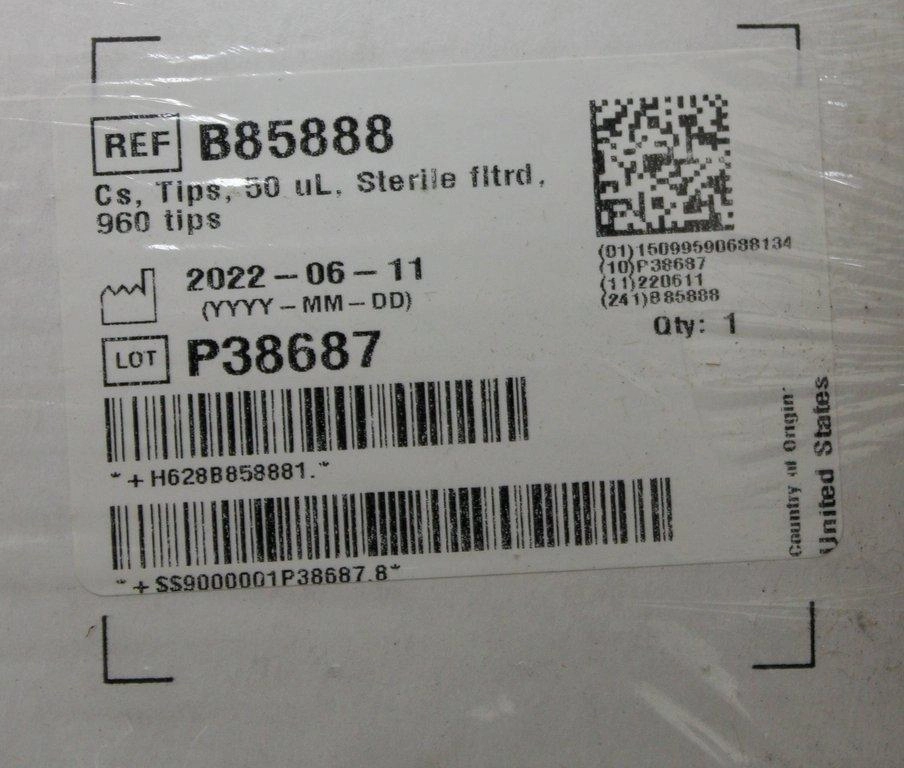 REF B85888
Cs, Tips, 50 uL, Sterile fltrd,
960 tips
2022-06-11
(YYYY-MM-DD)
LOT P38687
*+H628B858881.*
*+SS9000001P38687.8*
(01)15099590688134
(10)P38687
(11)220611
(241)B85888
Qty: 1
Country of Origin
United States